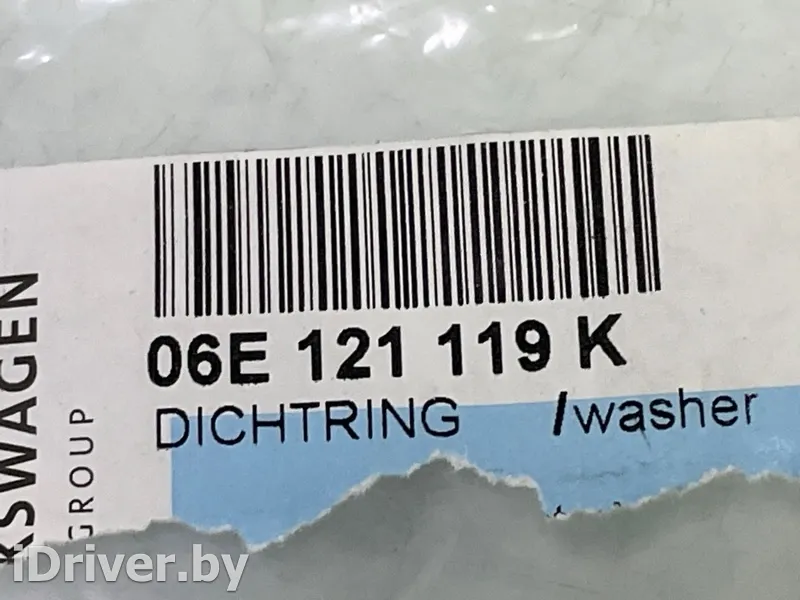 06E 121 119 K
DICHTRING /washer
KSWAGEN
GROUP
iDriver.by